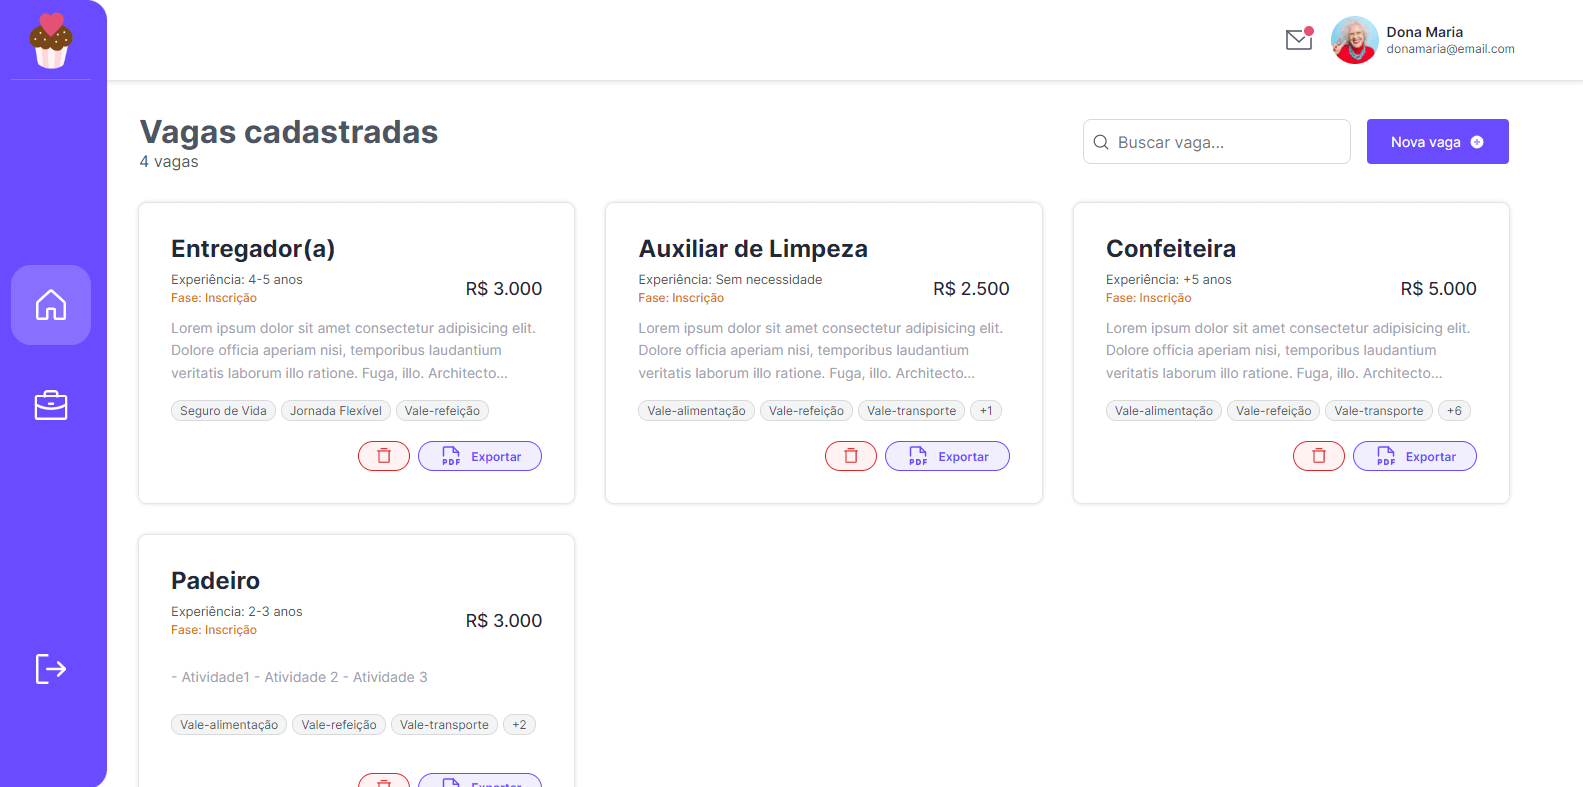 Dona Maria
donamaria@email.com
Vagas cadastradas
4 vagas
Buscar vaga...
Nova vaga
Entregador(a)
Experiência: 4-5 anos
Fase: Inscrição
R$ 3.000
Lorem ipsum dolor sit amet consectetur adipisicing elit.
Dolore officia aperiam nisi, temporibus laudantium
veritatis laborum illo ratione. Fuga, illo. Architecto...
Seguro de Vida Jornada Flexível Vale-refeição
PDF Exportar
Auxiliar de Limpeza
Experiência: Sem necessidade
Fase: Inscrição
R$ 2.500
Lorem ipsum dolor sit amet consectetur adipisicing elit.
Dolore officia aperiam nisi, temporibus laudantium
veritatis laborum illo ratione. Fuga, illo. Architecto...
Vale-alimentação Vale-refeição Vale-transporte +1
PDF Exportar
Confeiteira
Experiência: +5 anos
Fase: Inscrição
R$ 5.000
Lorem ipsum dolor sit amet consectetur adipisicing elit.
Dolore officia aperiam nisi, temporibus laudantium
veritatis laborum illo ratione. Fuga, illo. Architecto...
Vale-alimentação Vale-refeição Vale-transporte +6
PDF Exportar
Padeiro
Experiência: 2-3 anos
Fase: Inscrição
R$ 3.000
- Atividade1 - Atividade 2 - Atividade 3
Vale-alimentação Vale-refeição Vale-transporte +2
Exportar